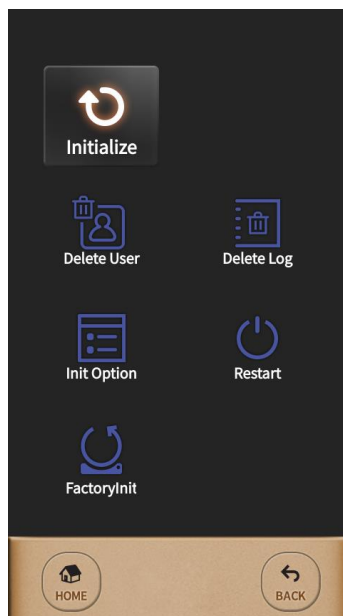 Initialize
Delete User
Delete Log
Init Option
Restart
FactoryInit
HOME
BACK